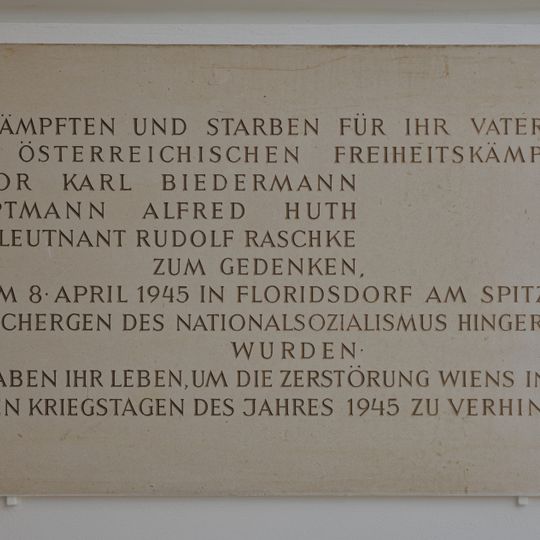 ÄMPFTEN UND STARBEN FÜR IHR VATER
ÖSTERREICHISCHEN FREIHEITSKÄMP
OR KARL BIEDERMANN
PTMANN ALFRED HUTH
LEUTNANT RUDOLF RASCHKE
ZUM GEDENKEN,
M 8. APRIL 1945 IN FLORIDSDORF AM SPITZ
CHERGEN DES NATIONALSOZIALISMUS HINGER
WURDEN.
ABEN IHR LEBEN, UM DIE ZERSTÖRUNG WIENS IN
EN KRIEGSTAGEN DES JAHRES 1945 ZU VERHIN